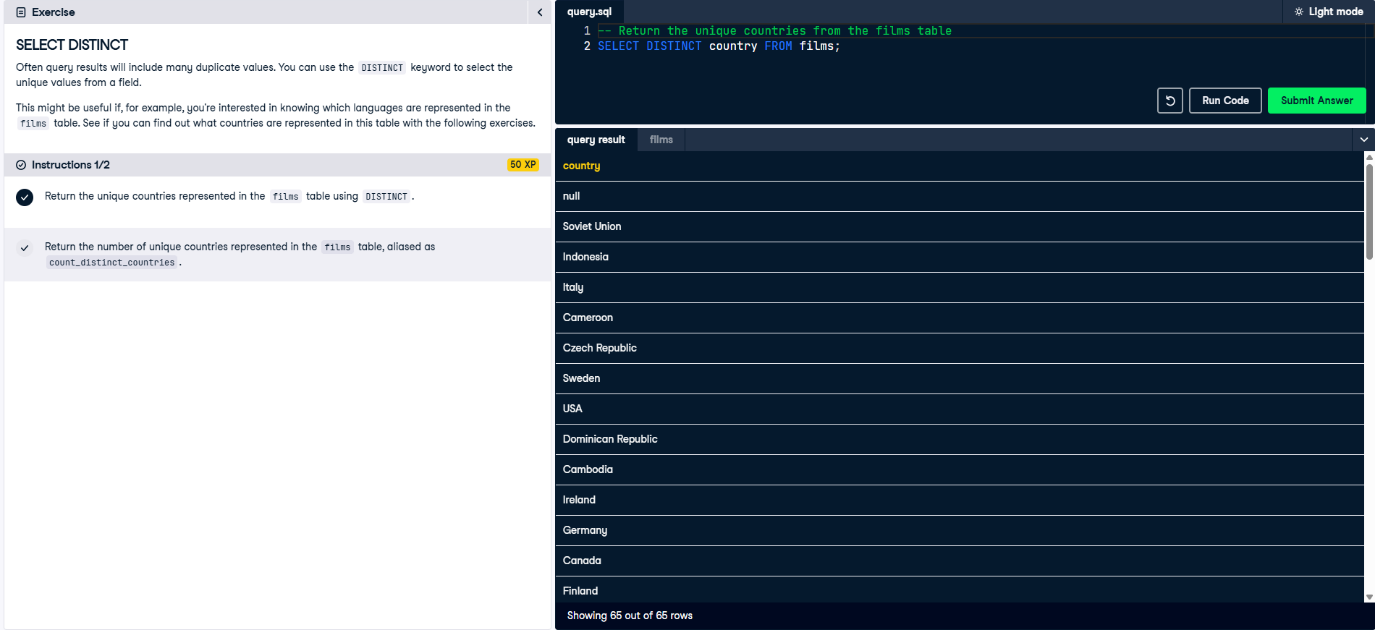 Exercise
SELECT DISTINCT
Often query results will include many duplicate values. You can use the DISTINCT keyword to select the
unique values from a field.
This might be useful if, for example, you're interested in knowing which languages are represented in the
films table. See if you can find out what countries are represented in this table with the following exercises.
Instructions 1/2
50 XP
Return the unique countries represented in the films table using DISTINCT.
Return the number of unique countries represented in the films table, aliased as
count_distinct_countries.
query.sql
Light mode
1 -- Return the unique countries from the films table
2 SELECT DISTINCT country FROM films;
Run Code
Submit Answer
query result
films
country
null
Soviet Union
Indonesia
Italy
Cameroon
Czech Republic
Sweden
USA
Dominican Republic
Cambodia
Ireland
Germany
Canada
Finland
Showing 65 out of 65 rows